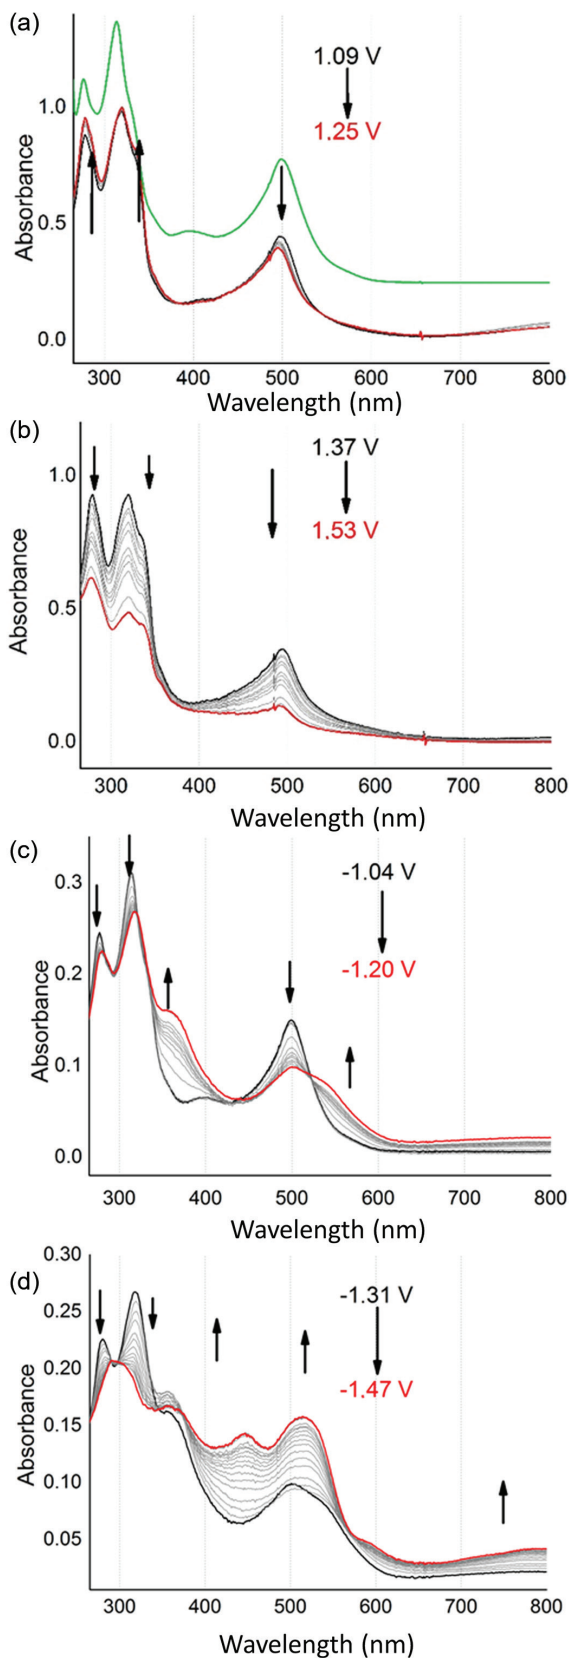 (a)
1.09 V
1.25 V
1.0
0.5
0.0
Absorbance
300 400 500 600 700 800
Wavelength (nm)
(b)
1.37 V
1.53 V
1.0
0.5
0.0
Absorbance
300 400 500 600 700 800
Wavelength (nm)
(c)
-1.04 V
-1.20 V
0.3
0.2
0.1
0.0
Absorbance
300 400 500 600 700 800
Wavelength (nm)
(d)
-1.31 V
-1.47 V
0.30
0.25
0.20
0.15
0.10
0.05
Absorbance
300 400 500 600 700 800
Wavelength (nm)